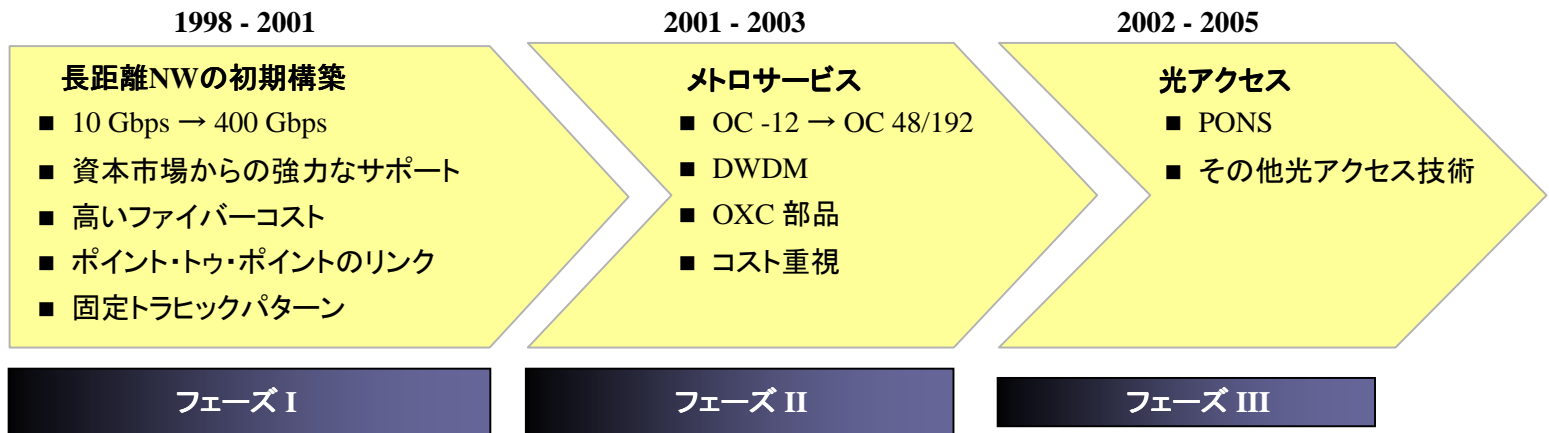 1998 - 2001
長距離NWの初期構築
■ 10 Gbps → 400 Gbps
■ 資本市場からの強力なサポート
■ 高いファイバーコスト
■ ポイント・トゥ・ポイントのリンク
■ 固定トラヒックパターン
フェーズ I
2001 - 2003
メトロサービス
■ OC -12 → OC 48/192
■ DWDM
■ OXC 部品
■ コスト重視
フェーズ II
2002 - 2005
光アクセス
■ PONS
■ その他光アクセス技術
フェーズ III